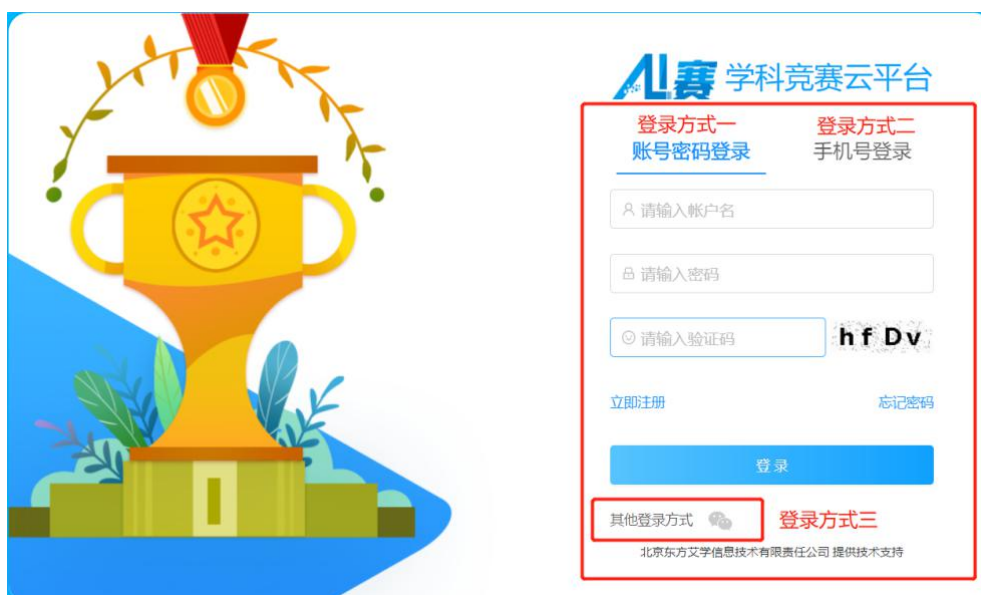 AI赛 学科竞赛云平台
登录方式一 登录方式二
账号密码登录 手机号登录
请输入帐户名
请输入密码
请输入验证码 hfDv
立即注册 忘记密码
登录
其他登录方式 登录方式三
北京东方艾学信息技术有限责任公司 提供技术支持